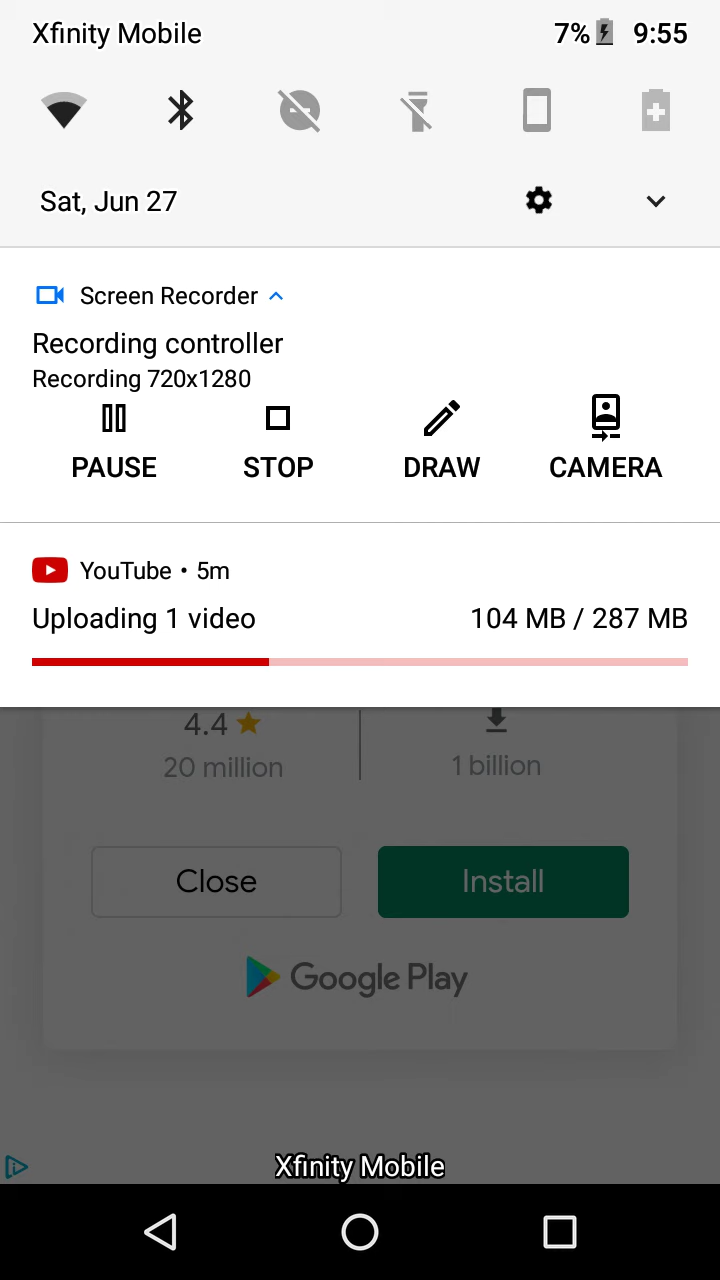 Xfinity Mobile 7% 9:55
Sat, Jun 27
Screen Recorder
Recording controller
Recording 720x1280
PAUSE STOP DRAW CAMERA
YouTube • 5m
Uploading 1 video 104 MB / 287 MB
4.4
20 million 1 billion
Close Install
Google Play
Xfinity Mobile